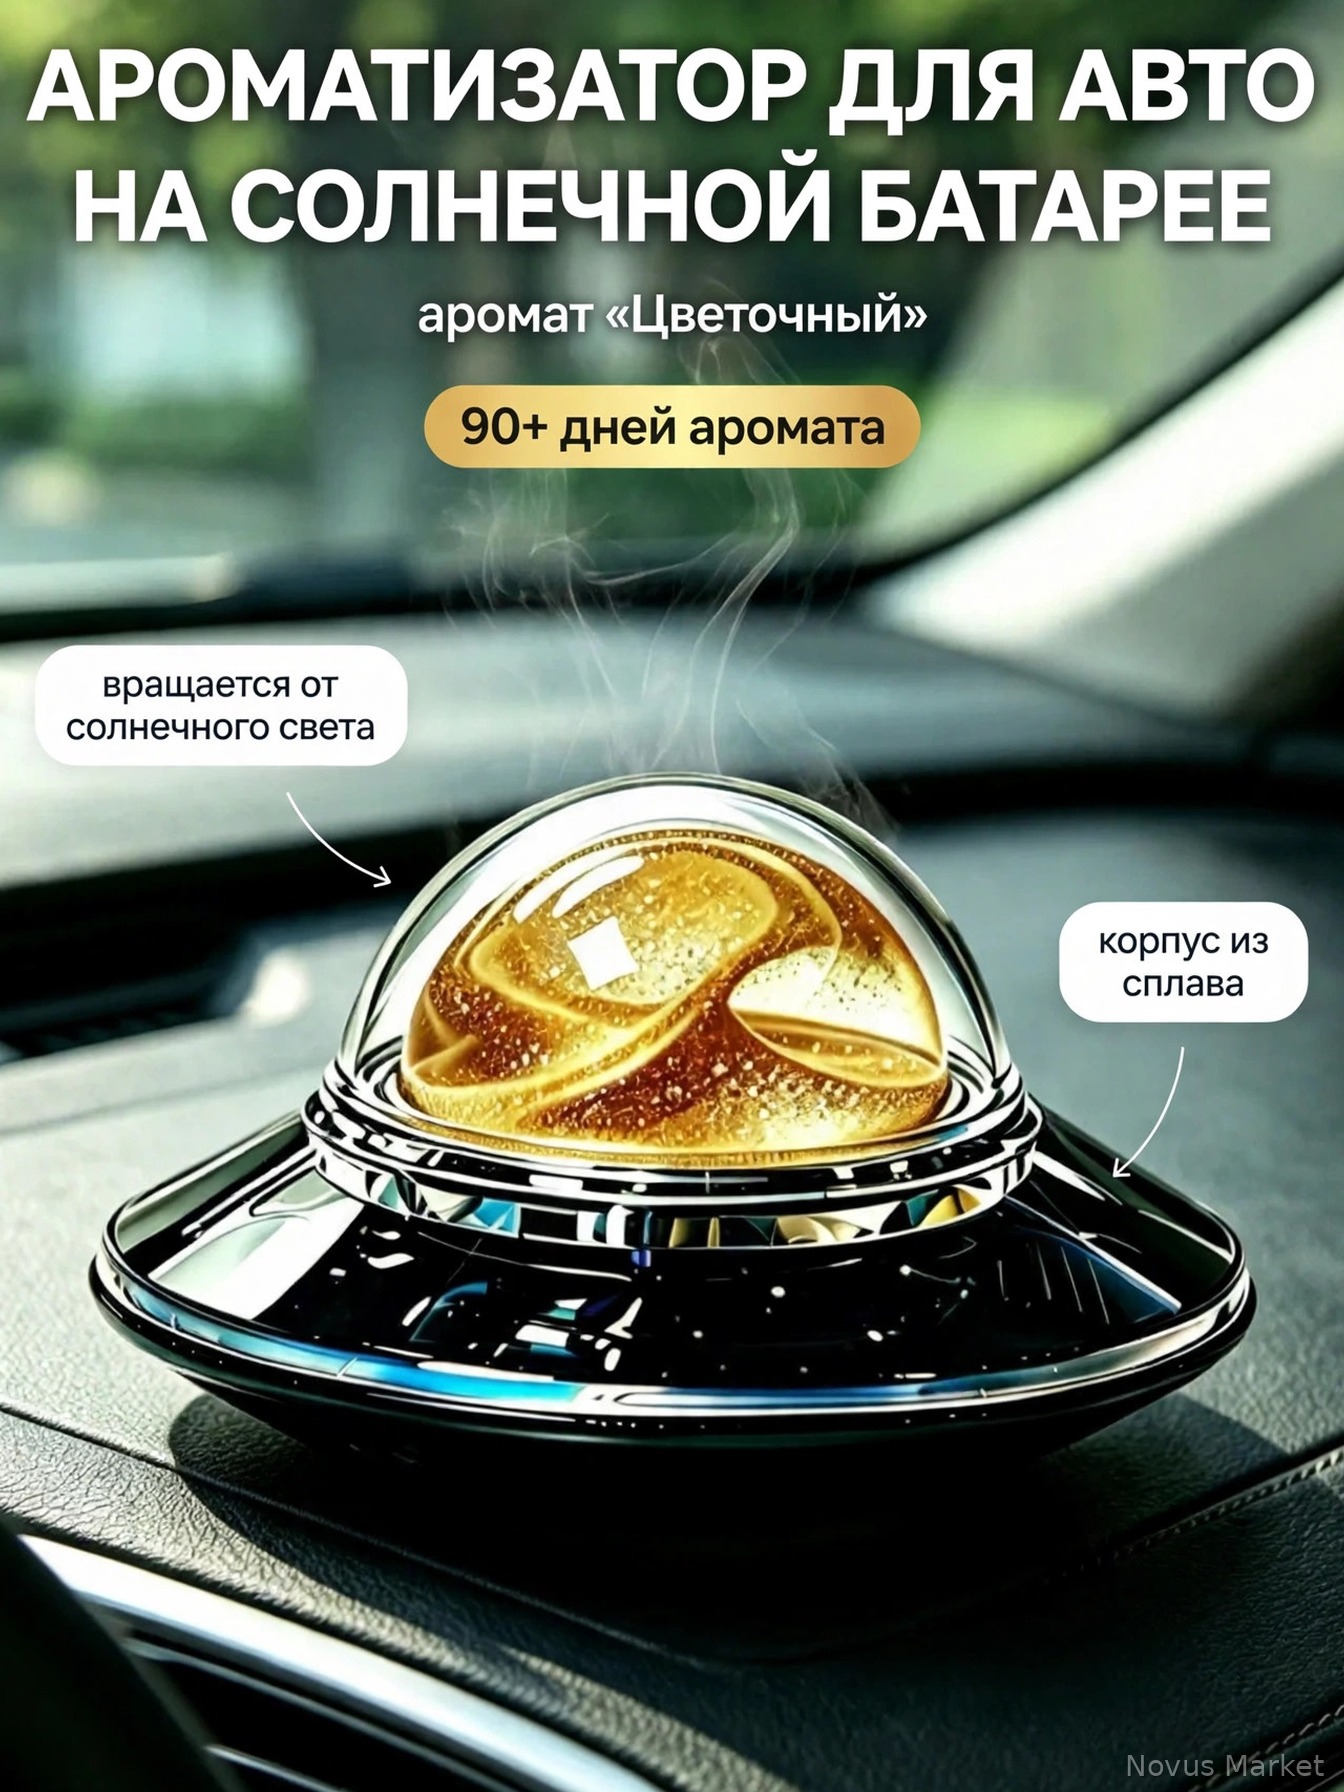 АРОМАТИЗАТОР ДЛЯ АВТО
НА СОЛНЕЧНОЙ БАТАРЕЕ
аромат «Цветочный»
90+ дней аромата
вращается от
солнечного света
корпус из
сплава
Novus Market